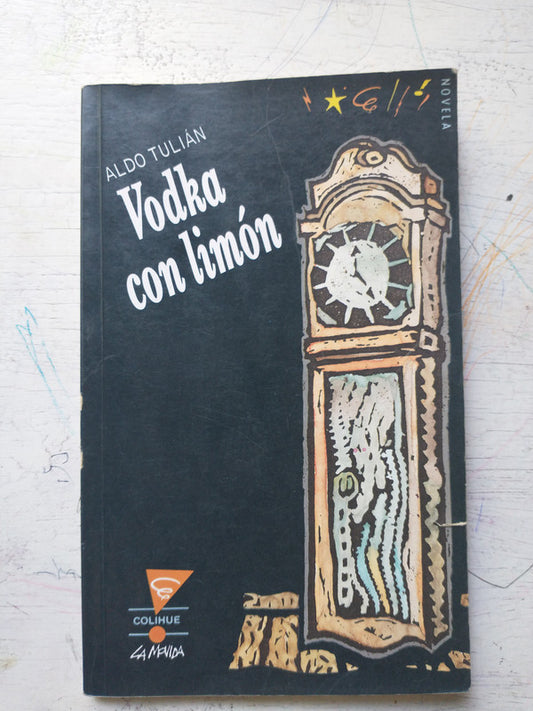 NOVELA
ALDO TULIÁN
Vodka
con limón
COLIHUE
LA MOVIDA